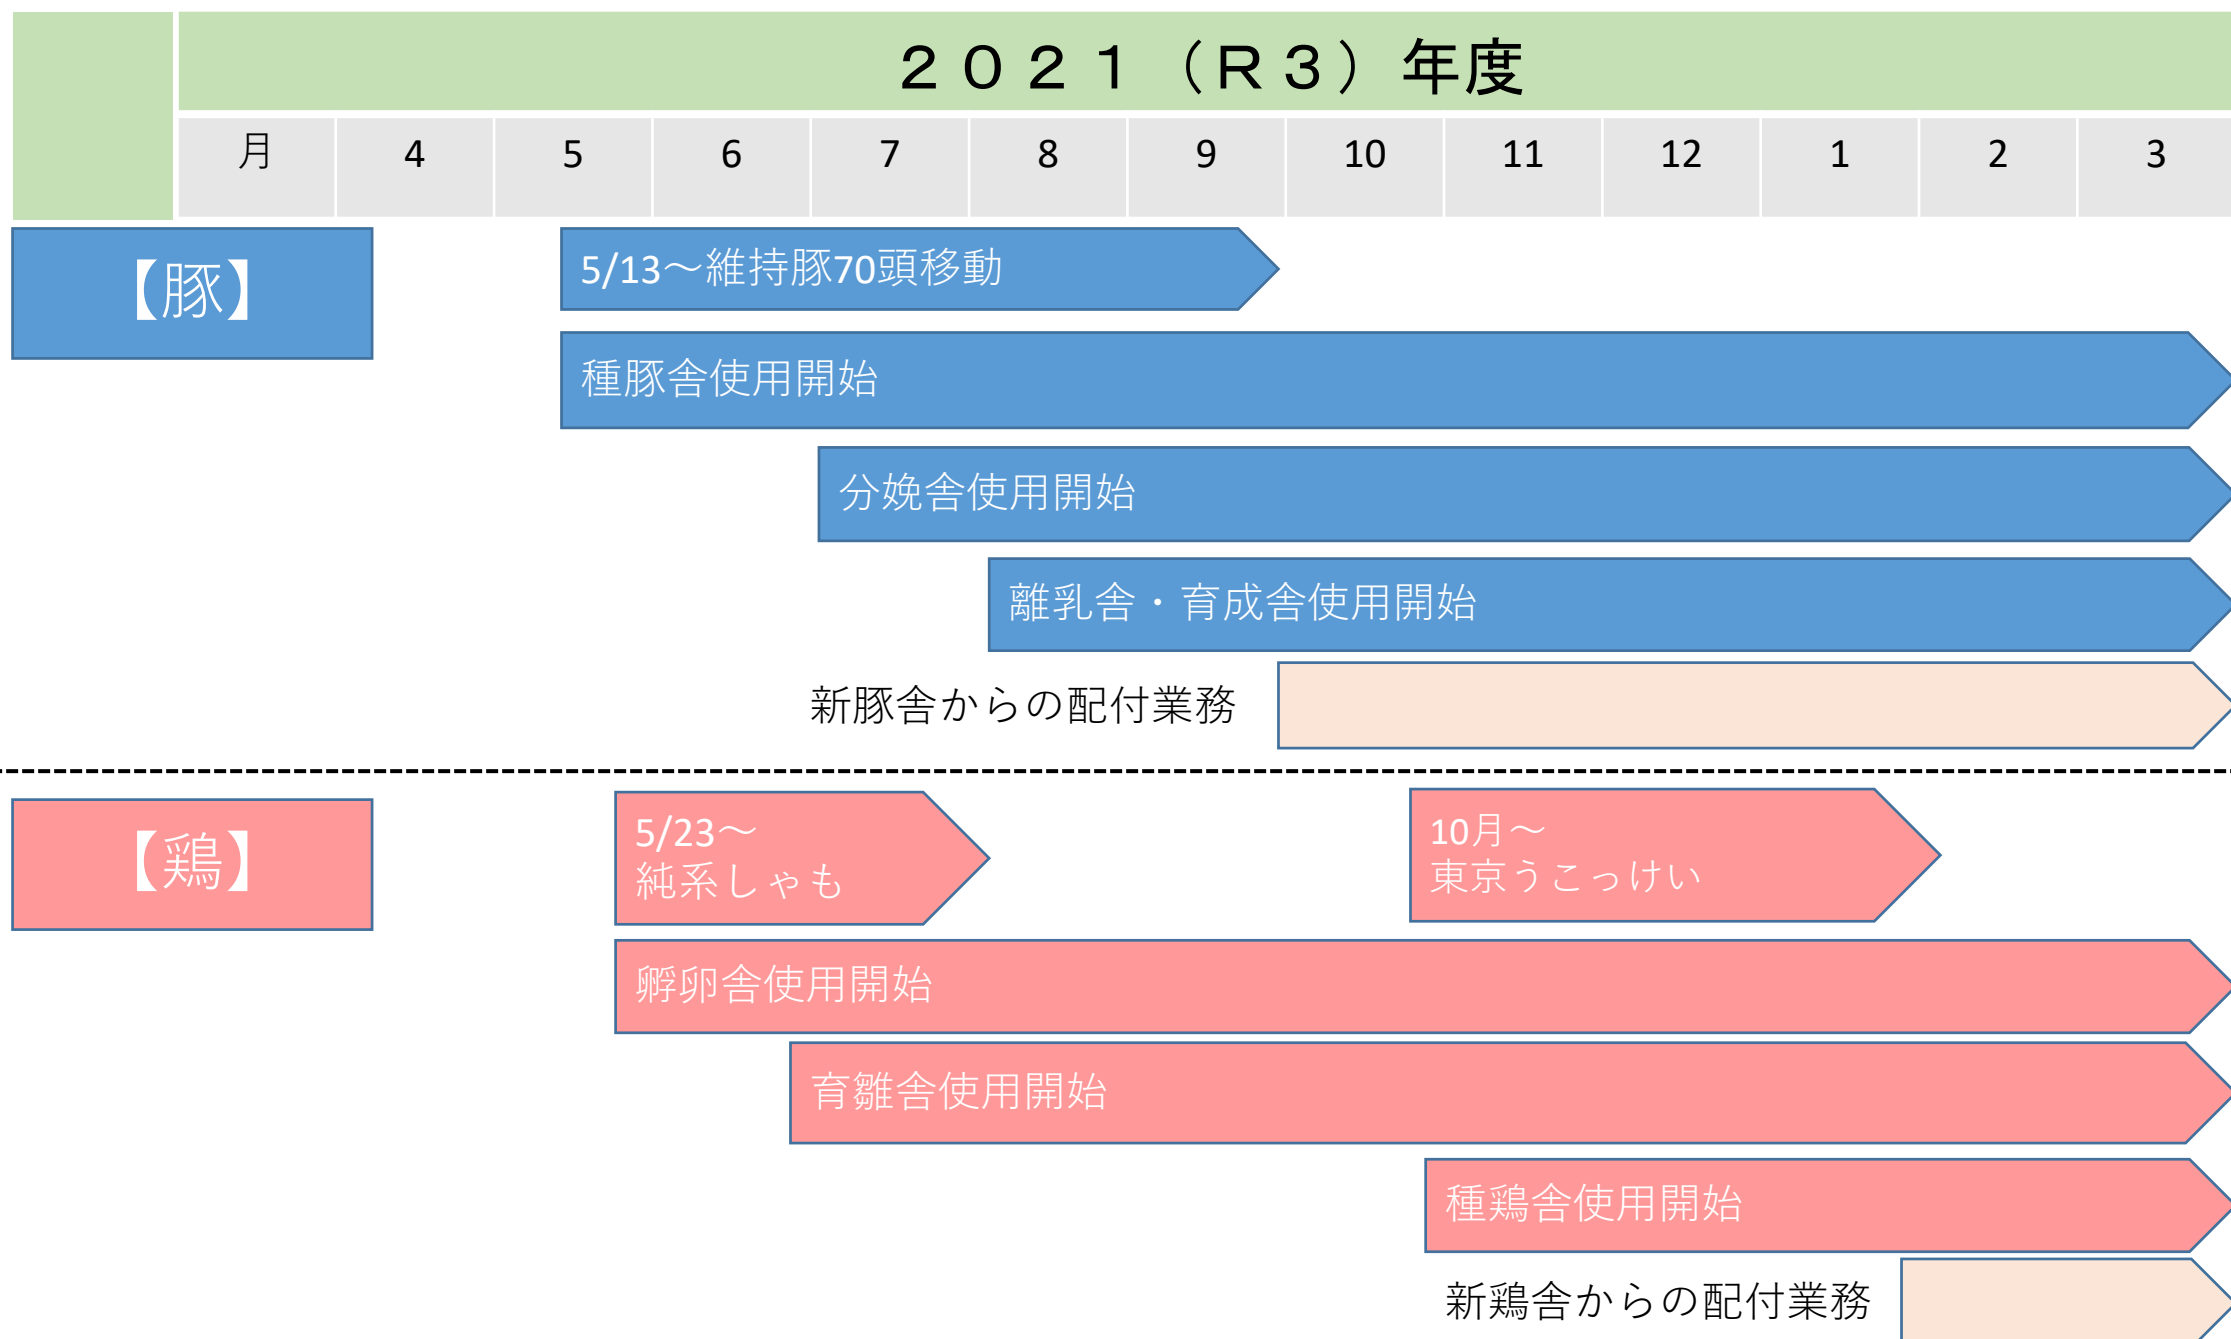 ２０２１（Ｒ３）年度
月 4 5 6 7 8 9 10 11 12 1 2 3
【豚】
5/13～維持豚70頭移動
種豚舎使用開始
分娩舎使用開始
離乳舎・育成舎使用開始
新豚舎からの配付業務
【鶏】
5/23～
純系しゃも
10月～
東京うこっけい
孵卵舎使用開始
育雛舎使用開始
種鶏舎使用開始
新鶏舎からの配付業務